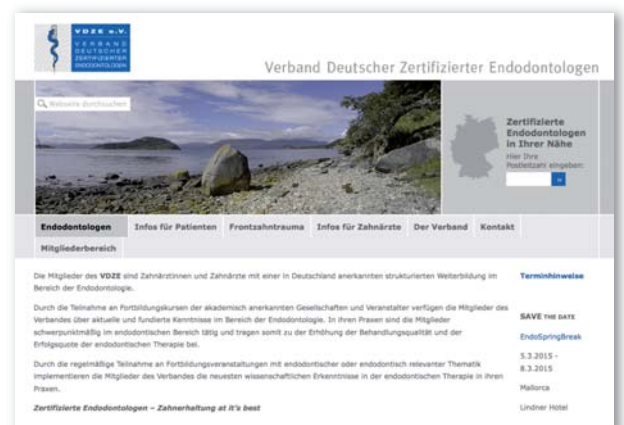 VDZE e.V.
VERBAND
DEUTSCHER
ZERTIFIZIERTER
ENDODONTOLOGEN
Verband Deutscher Zertifizierter Endodontologen
Webseite durchsuchen
Zertifizierte
Endodontologen
in Ihrer Nähe
Hier Ihre
Postleitzahl eingeben:
»
Endodontologen Infos für Patienten Frontzahntrauma Infos für Zahnärzte Der Verband Kontakt
Mitgliederbereich
Die Mitglieder des VDZE sind Zahnärztinnen und Zahnärzte mit einer in Deutschland anerkannten strukturierten Weiterbildung im
Bereich der Endodontologie.
Durch die Teilnahme an Fortbildungskursen der akademisch anerkannten Gesellschaften und Veranstalter verfügen die Mitglieder des
Verbandes über aktuelle und fundierte Kenntnisse im Bereich der Endodontologie. In ihren Praxen sind die Mitglieder
schwerpunktmäßig im endodontischen Bereich tätig und tragen somit zu der Erhöhung der Behandlungsqualität und der
Erfolgsquote der endodontischen Therapie bei.
Durch die regelmäßige Teilnahme an Fortbildungsveranstaltungen mit endodontischer oder endodontisch relevanter Thematik
implementieren die Mitglieder des Verbandes die neuesten wissenschaftlichen Erkenntnisse in der endodontischen Therapie in ihren
Praxen.
Zertifizierte Endodontologen – Zahnerhaltung at it's best
Terminhinweise
SAVE THE DATE
EndoSpringBreak
5.3.2015 -
8.3.2015
Mallorca
Lindner Hotel